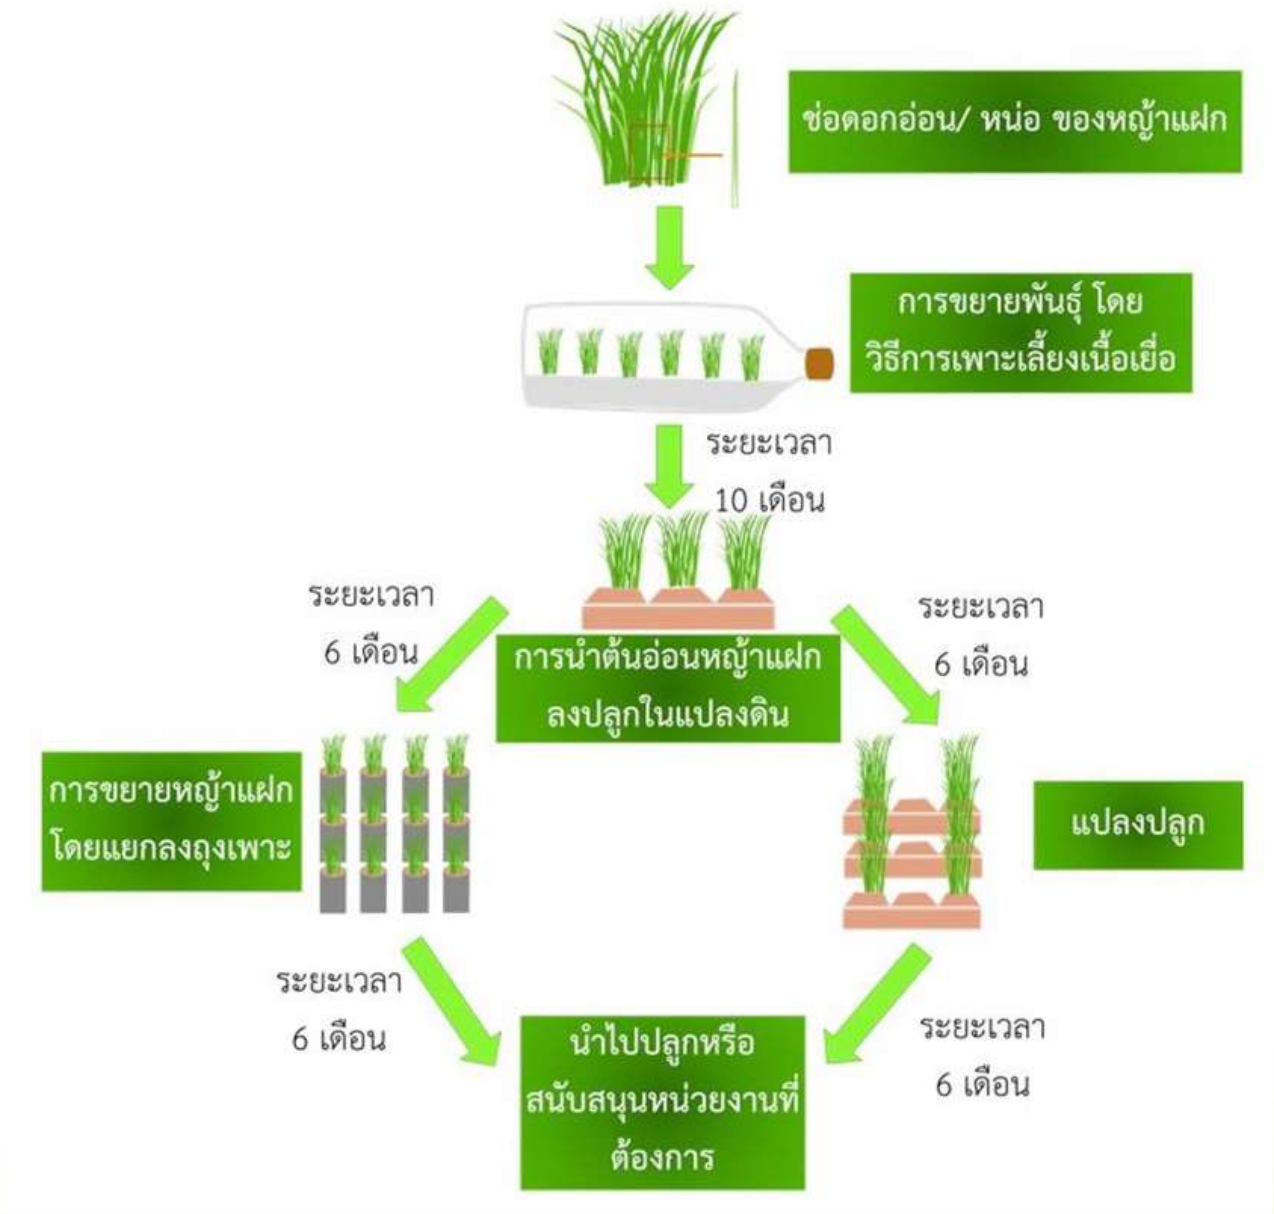 ช่อดอกอ่อน/ หน่อ ของหญ้าแฝก
การขยายพันธุ์ โดย
วิธีการเพาะเลี้ยงเนื้อเยื่อ
ระยะเวลา
10 เดือน
ระยะเวลา
6 เดือน
การนำต้นอ่อนหญ้าแฝก
ลงปลูกในแปลงดิน
ระยะเวลา
6 เดือน
การขยายหญ้าแฝก
โดยแยกลงถุงเพาะ
แปลงปลูก
ระยะเวลา
6 เดือน
นำไปปลูกหรือ
สนับสนุนหน่วยงานที่
ต้องการ
ระยะเวลา
6 เดือน